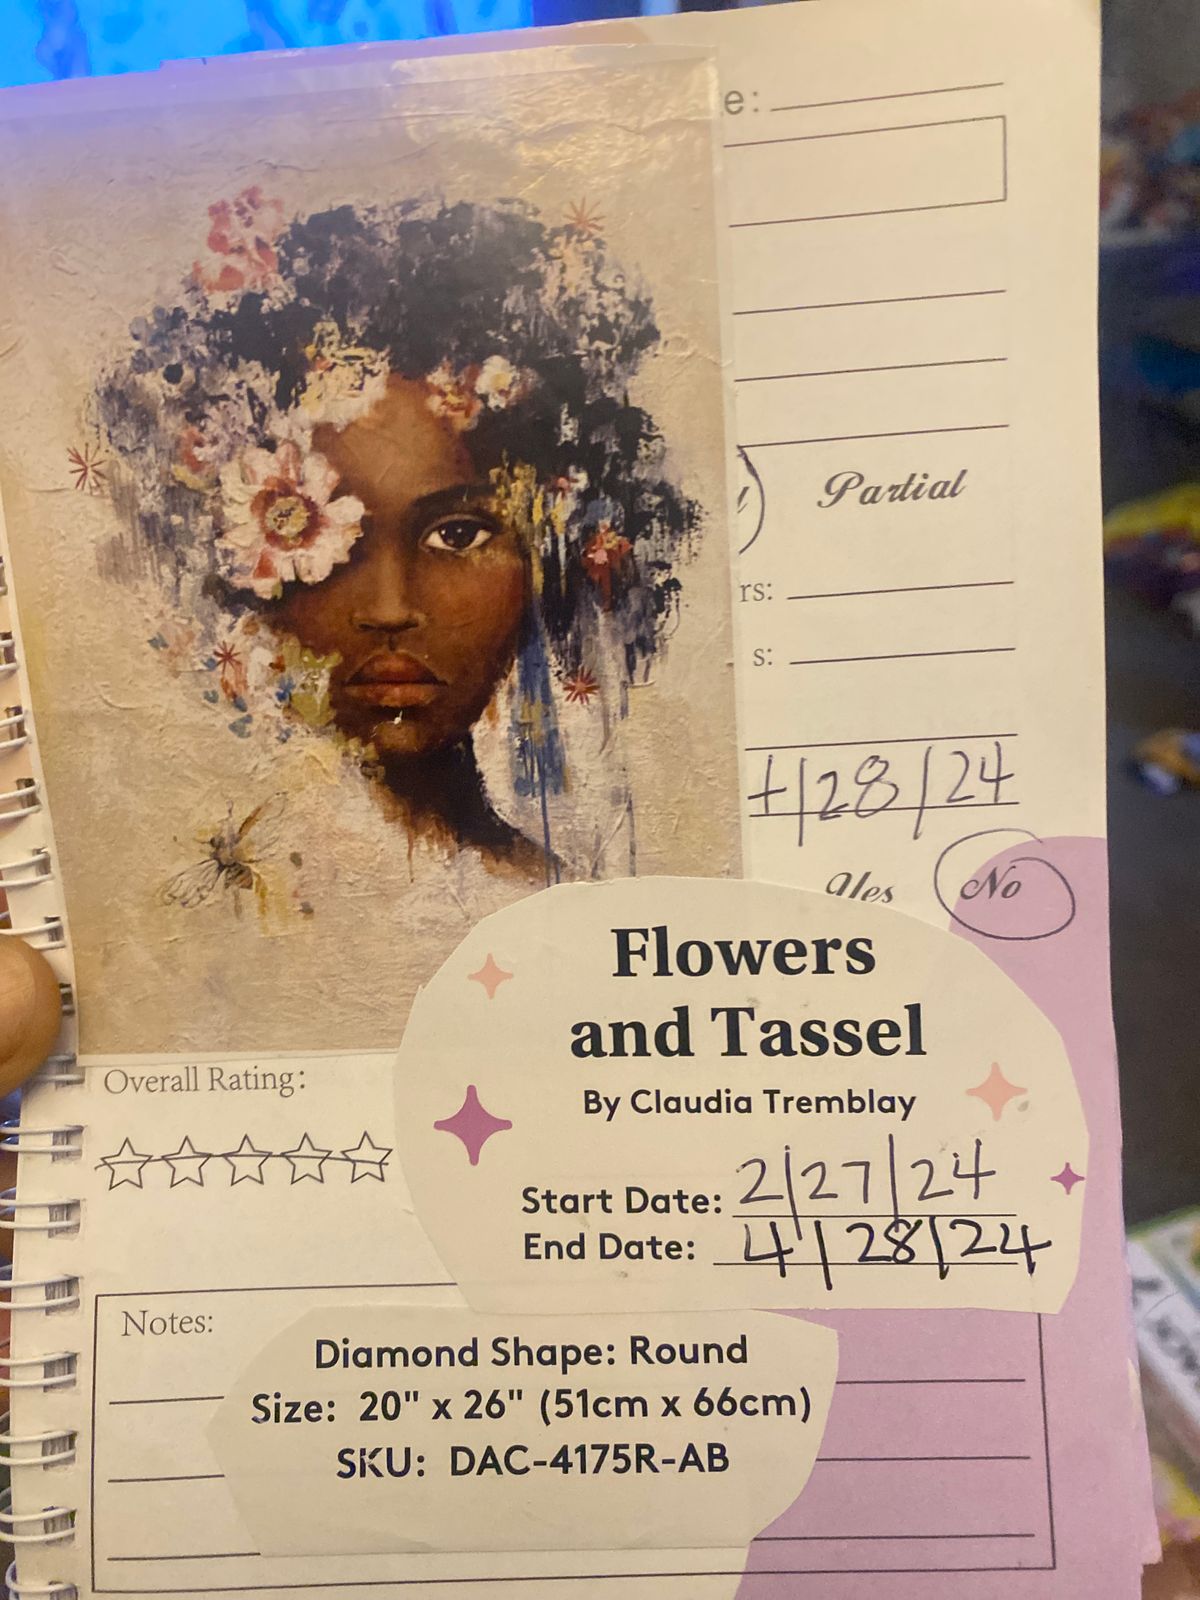 e:
Partial
rs:
s:
4/28/24
Yes No
Flowers
and Tassel
By Claudia Tremblay
Overall Rating:
Start Date: 2/27/24
End Date: 4/28/24
Notes:
Diamond Shape: Round
Size: 20" x 26" (51cm x 66cm)
SKU: DAC-4175R-AB